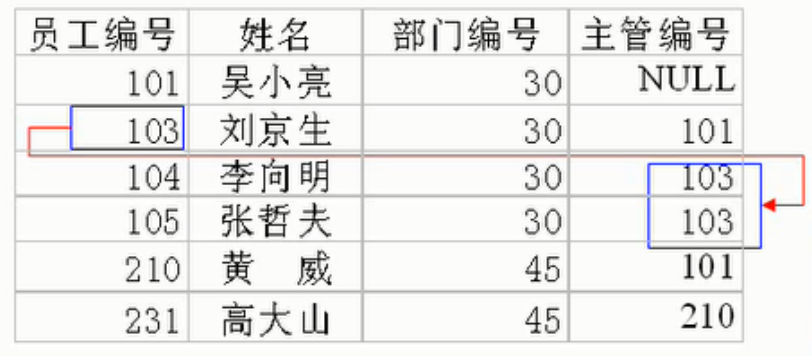 员工编号 姓名 部门编号 主管编号
101 吴小亮 30 NULL
103 刘京生 30 101
104 李向明 30 103
105 张哲夫 30 103
210 黄 威 45 101
231 高大山 45 210